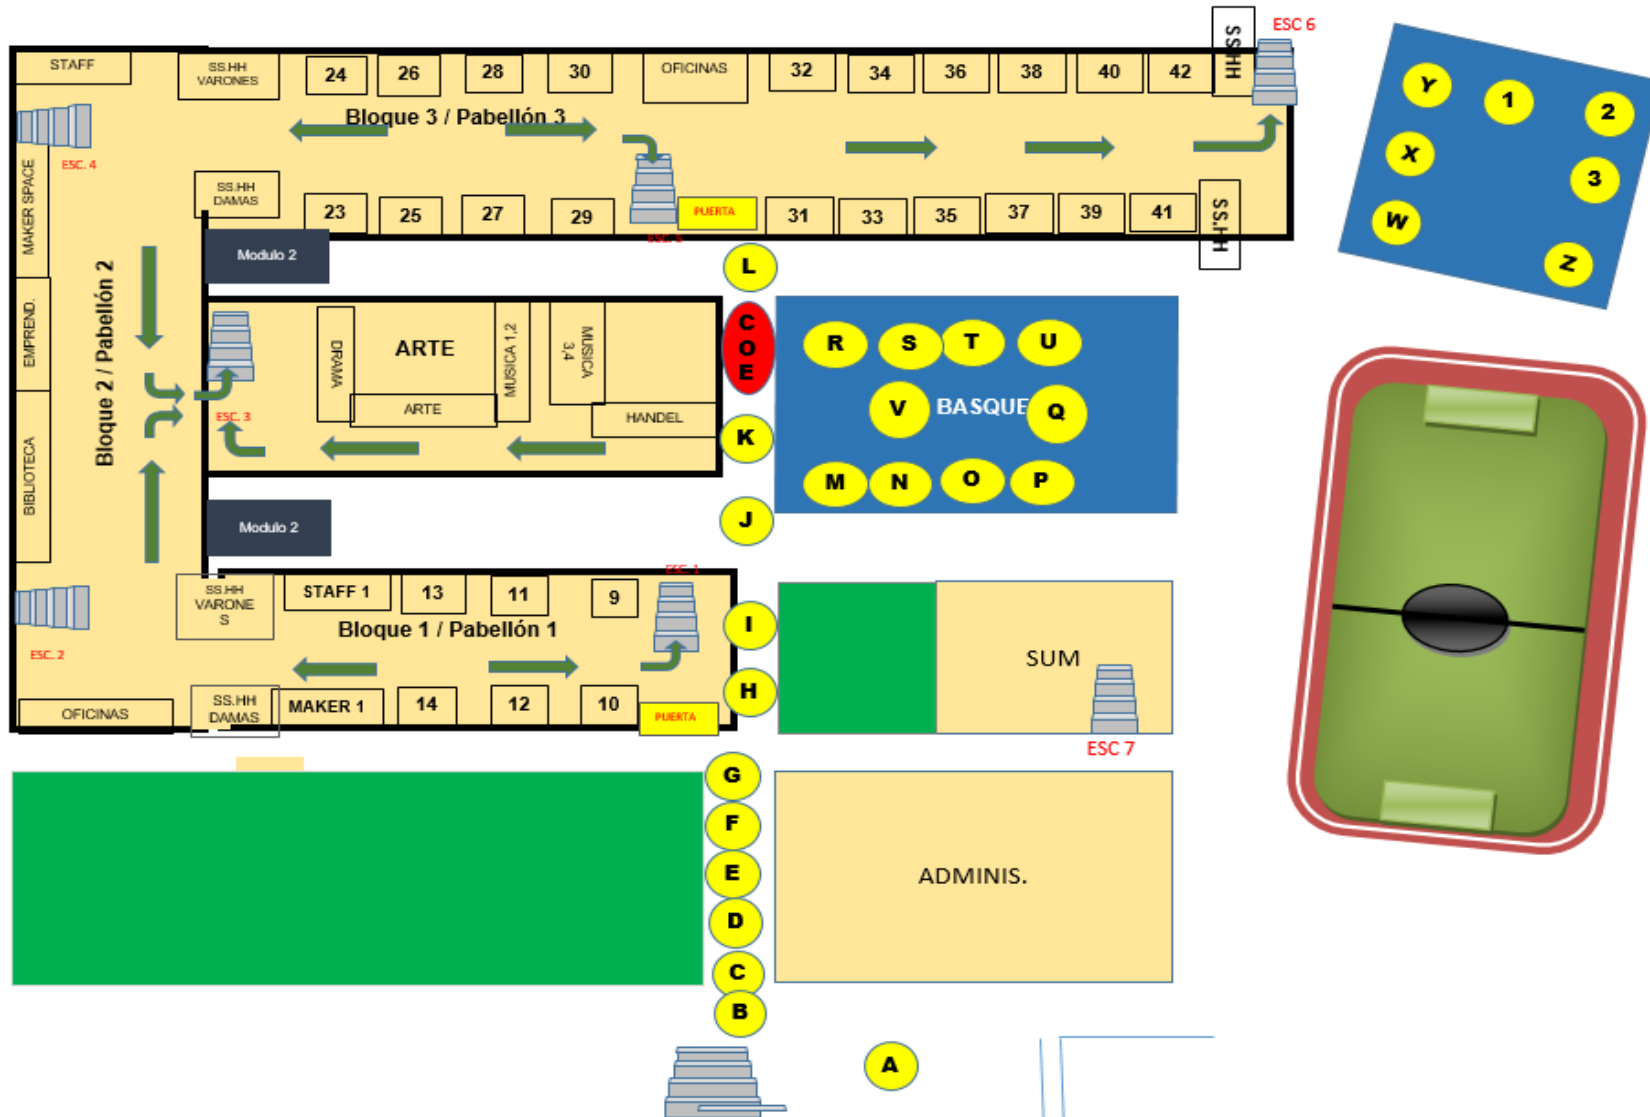 ESC 6
STAFF
SS.HH
VARONES
24
26
28
30
OFICINAS
32
34
36
38
40
42
SS.HH
Bloque 3 / Pabellón 3
ESC. 4
MAKER SPACE
SS.HH
DAMAS
23
25
27
29
PUERTA
31
33
35
37
39
41
SS.HH
Y
1
2
X
3
W
Z
Modulo 2
L
EMPREND.
Bloque 2 / Pabellón 2
DRAMA
ARTE
MUSICA 1,2
MUSICA
3,4
C
O
E
R
S
T
U
ESC. 3
ARTE
HANDEL
K
V
BASQUE
Q
BIBLIOTECA
M
N
O
P
Modulo 2
J
ESC. 1
SS.HH
VARONE
S
STAFF 1
13
11
9
Bloque 1 / Pabellón 1
I
ESC. 2
SUM
OFICINAS
SS.HH
DAMAS
MAKER 1
14
12
10
PUERTA
H
ESC 7
G
F
E
ADMINIS.
D
C
B
A